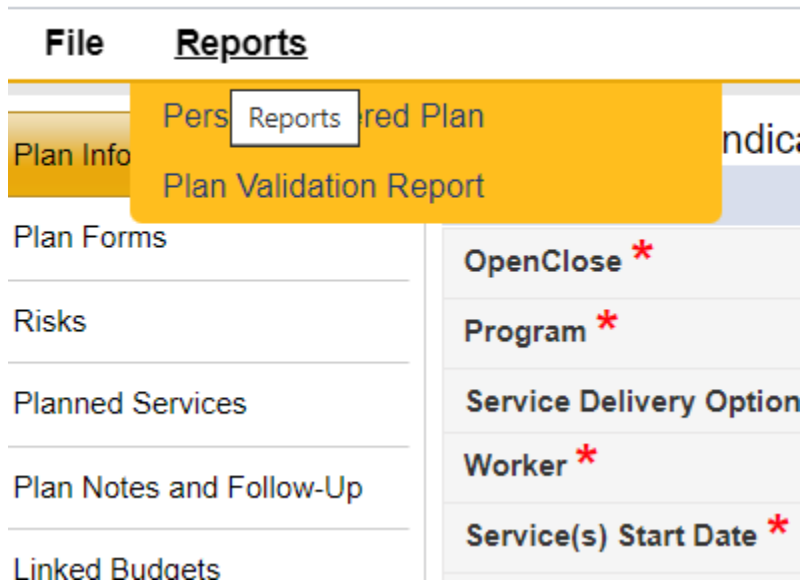 File Reports
Pers Reports red Plan
Plan Validation Report
Plan Info
Plan Forms
Risks
Planned Services
Plan Notes and Follow-Up
Linked Budgets
ndica
OpenClose *
Program *
Service Delivery Option
Worker *
Service(s) Start Date *